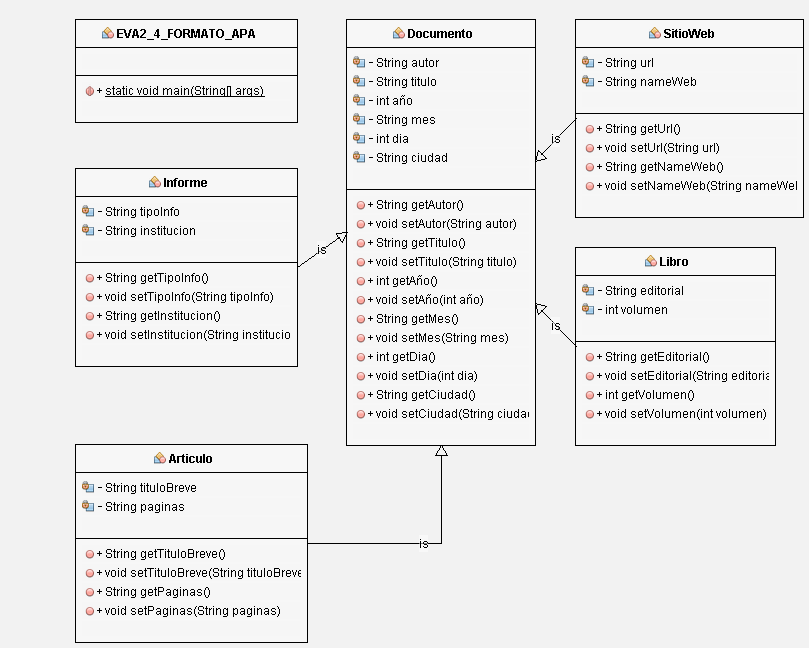 EVA2_4_FORMATO_APA
+ static void main(String[] args)
Documento
- String autor
- String titulo
- int año
- String mes
- int dia
- String ciudad
+ String getAutor()
+ void setAutor(String autor)
+ String getTitulo()
+ void setTitulo(String titulo)
+ int getAño()
+ void setAño(int año)
+ String getMes()
+ void setMes(String mes)
+ int getDia()
+ void setDia(int dia)
+ String getCiudad()
+ void setCiudad(String ciuda
SitioWeb
- String url
- String nameWeb
+ String getUrl()
+ void setUrl(String url)
+ String getNameWeb()
+ void setNameWeb(String nameWel
is
Informe
- String tipoInfo
- String institucion
+ String getTipoInfo()
+ void setTipoInfo(String tipoInfo)
+ String getInstitucion()
+ void setInstitucion(String institucio
is
Libro
- String editorial
- int volumen
+ String getEditorial()
+ void setEditorial(String editoria
+ int getVolumen()
+ void setVolumen(int volumen)
is
Articulo
- String tituloBreve
- String paginas
+ String getTituloBreve()
+ void setTituloBreve(String tituloBreve
+ String getPaginas()
+ void setPaginas(String paginas)
is